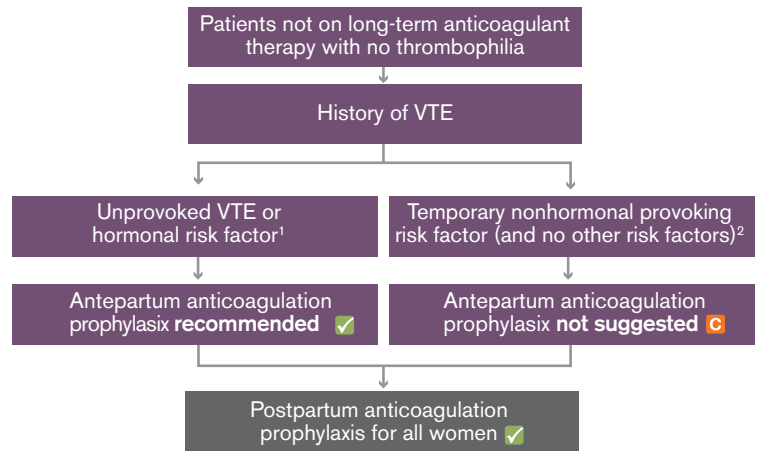 Patients not on long-term anticoagulant
therapy with no thrombophilia
History of VTE
Unprovoked VTE or
hormonal risk factor¹
Temporary nonhormonal provoking
risk factor (and no other risk factors)²
Antepartum anticoagulation
prophylasix recommended
Antepartum anticoagulation
prophylasix not suggested C
Postpartum anticoagulation
prophylaxis for all women